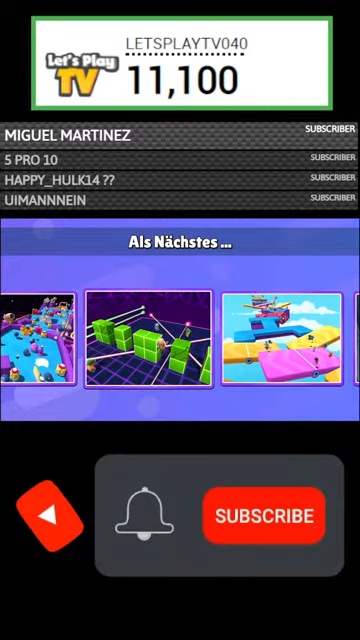 LETSPLAYTV040
Let's Play
TV
11,100
MIGUEL MARTINEZ SUBSCRIBER
5 PRO 10 SUBSCRIBER
HAPPY_HULK14 ?? SUBSCRIBER
UIMANNNEIN SUBSCRIBER
Als Nächstes ...
SUBSCRIBE